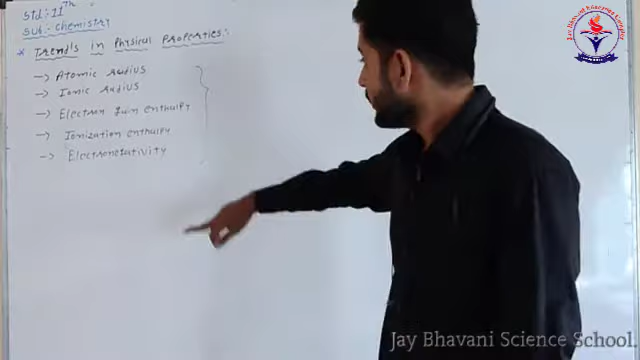 Std:- 11th
Sub:- Chemistry
* Trends in Physical Properties:
→ Atomic radius
→ Ionic radius
→ Electron Gain enthalpy
→ Ionization enthalpy
→ Electronetativity
Jay Bhavani Science School.